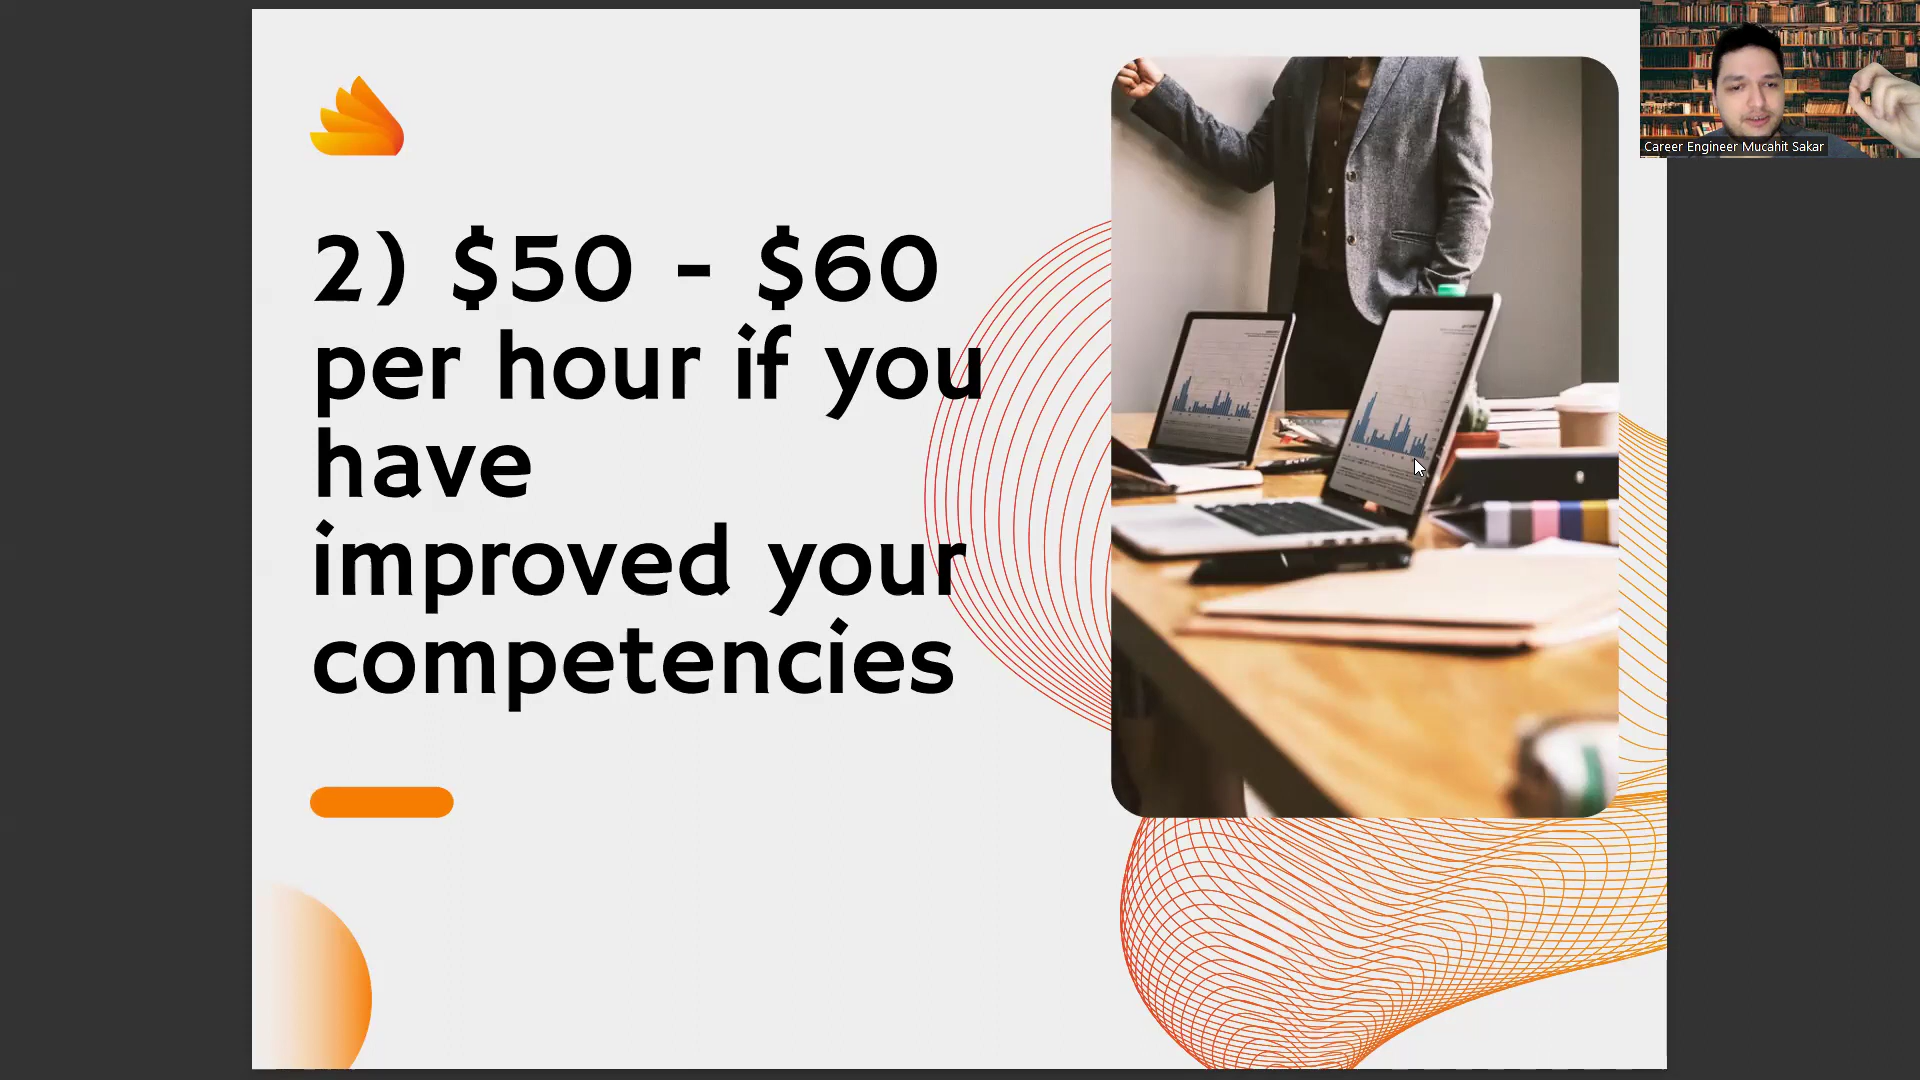 2) $50 - $60
per hour if you
have
improved your
competencies
Career Engineer Mucahit Sakar